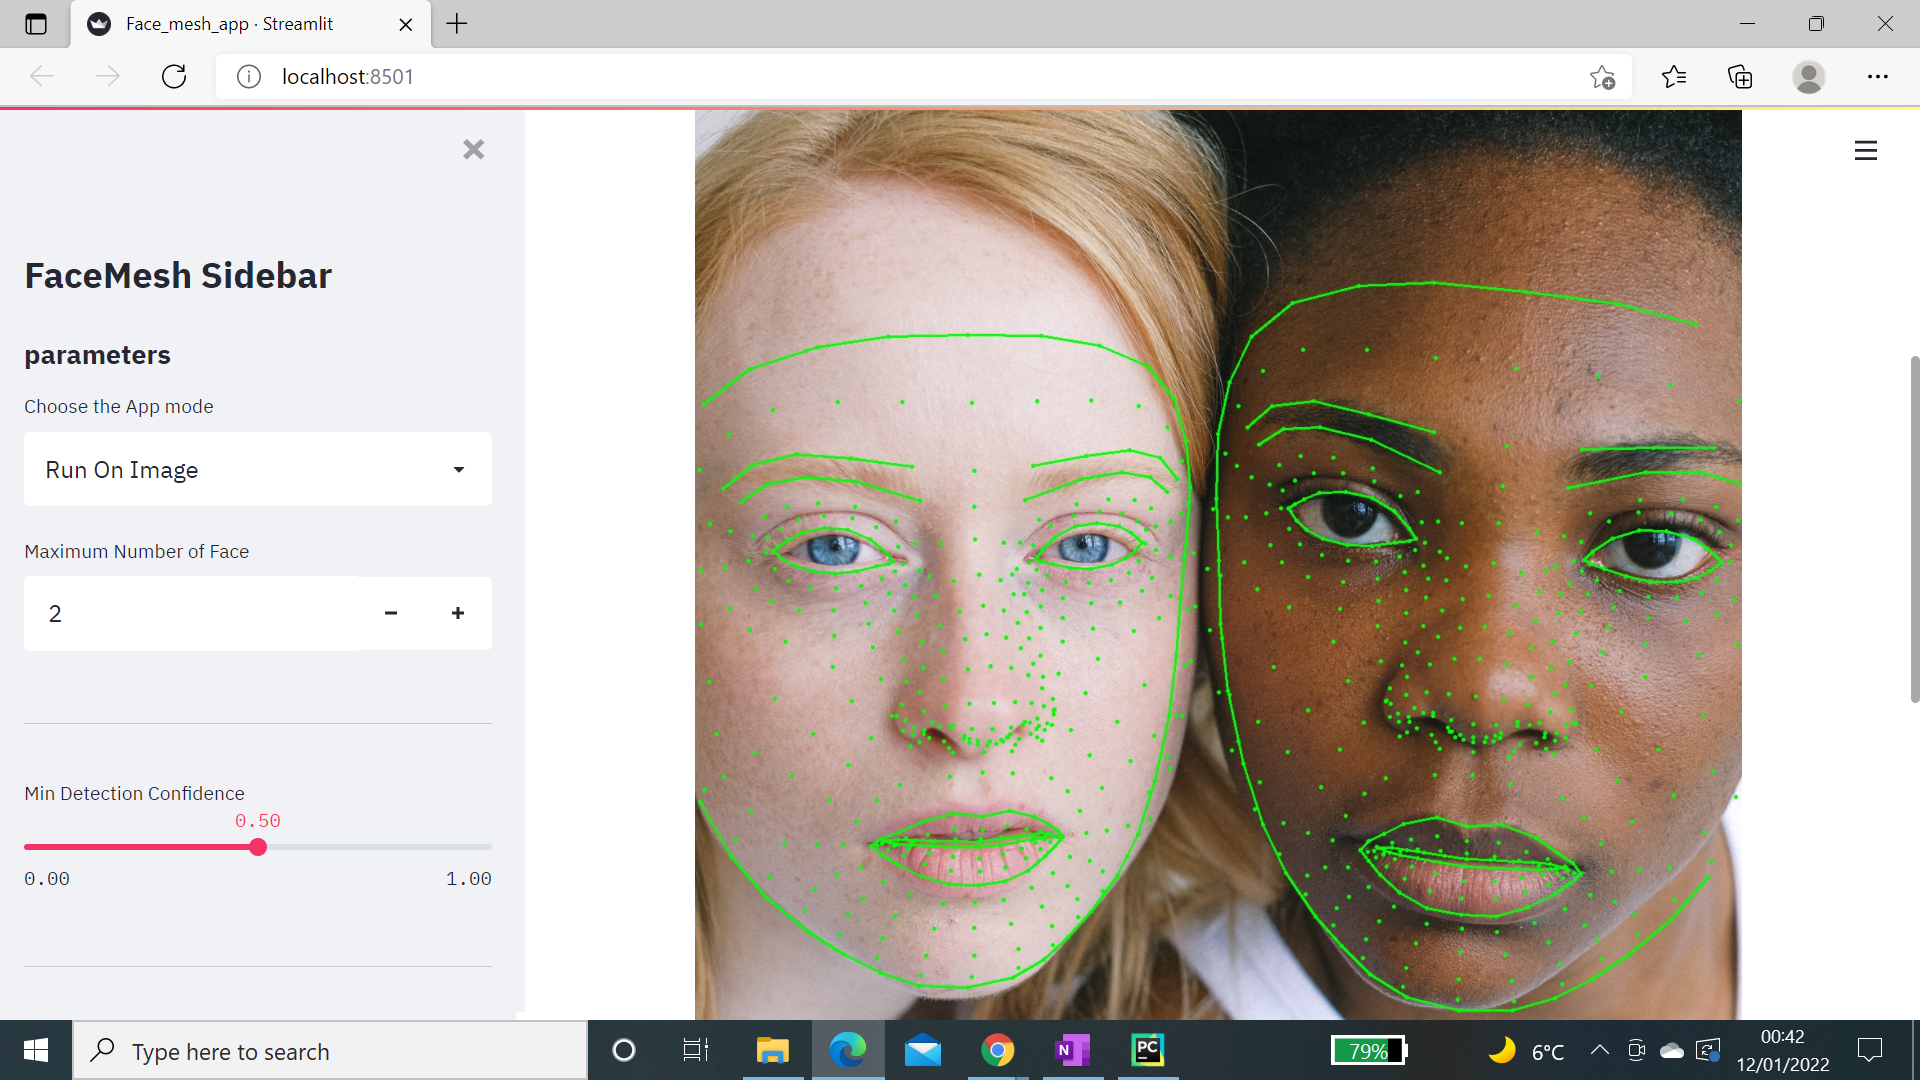 Face_mesh_app · Streamlit
localhost:8501
FaceMesh Sidebar
parameters
Choose the App mode
Run On Image
Maximum Number of Face
2
Min Detection Confidence
0.50
0.00 1.00
Type here to search
N
PC
79%
6°C
00:42
12/01/2022